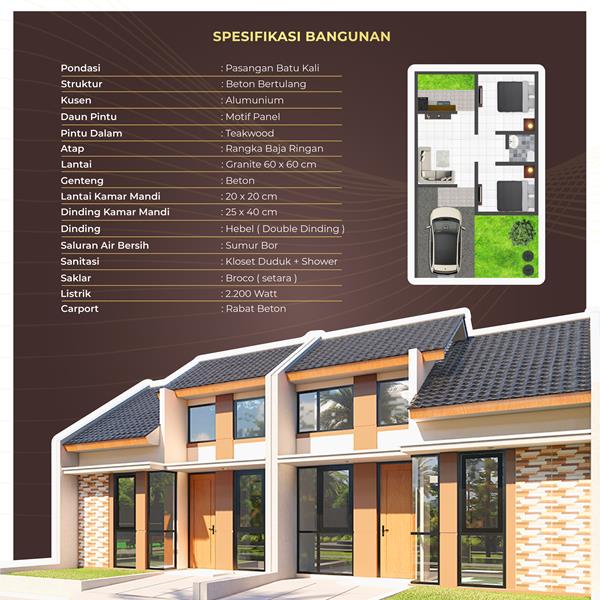 SPESIFIKASI BANGUNAN
Pondasi : Pasangan Batu Kali
Struktur : Beton Bertulang
Kusen : Alumunium
Daun Pintu : Motif Panel
Pintu Dalam : Teakwood
Atap : Rangka Baja Ringan
Lantai : Granite 60 x 60 cm
Genteng : Beton
Lantai Kamar Mandi : 20 x 20 cm
Dinding Kamar Mandi : 25 x 40 cm
Dinding : Hebel ( Double Dinding )
Saluran Air Bersih : Sumur Bor
Sanitasi : Kloset Duduk + Shower
Saklar : Broco ( setara )
Listrik : 2.200 Watt
Carport : Rabat Beton